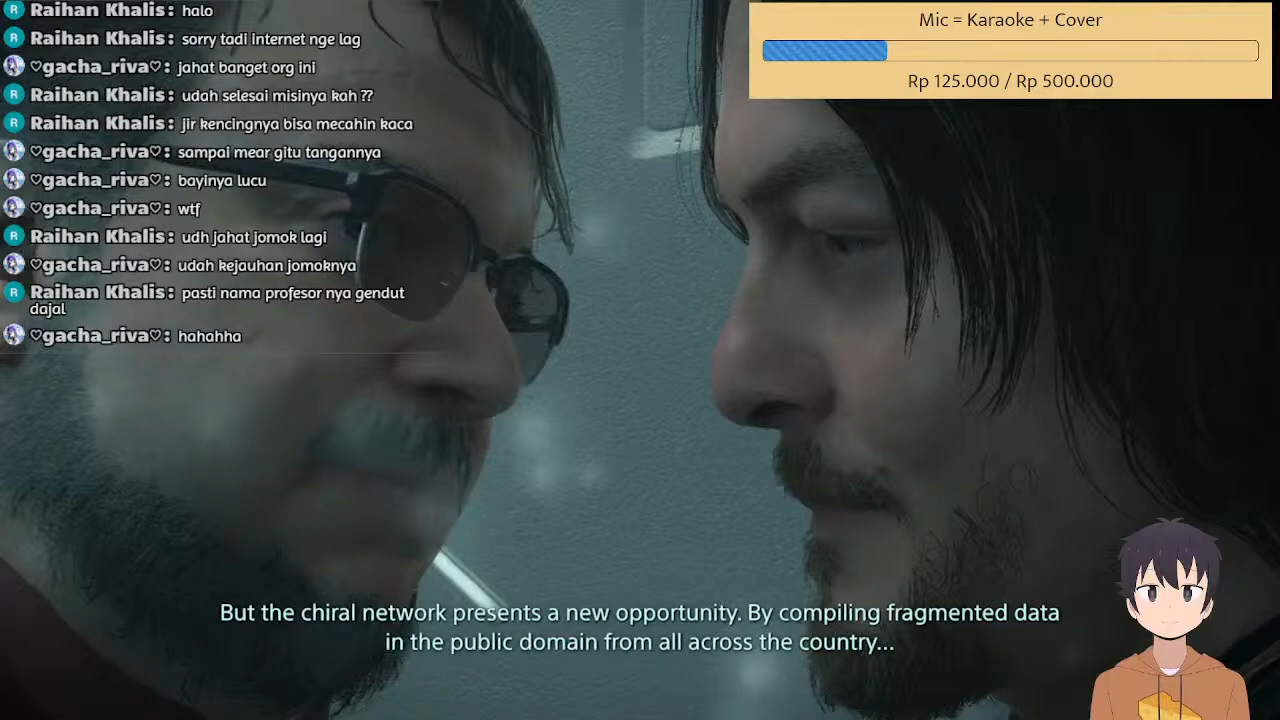 R Raihan Khalis: halo
R Raihan Khalis: sorry tadi internet nge lag
♡gacha_riva♡: jahat banget org ini
R Raihan Khalis: udah selesai misinya kah ??
R Raihan Khalis: jir kencingnya bisa mecahin kaca
♡gacha_riva♡: sampai mear gitu tangannya
♡gacha_riva♡: bayinya lucu
♡gacha_riva♡: wtf
R Raihan Khalis: udh jahat jomok lagi
♡gacha_riva♡: udah kejauhan jomoknya
R Raihan Khalis: pasti nama profesor nya gendut
dajal
♡gacha_riva♡: hahahha
Mic = Karaoke + Cover
Rp 125.000 / Rp 500.000
But the chiral network presents a new opportunity. By compiling fragmented data
in the public domain from all across the country...